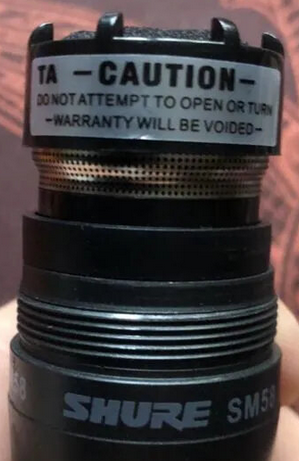 TA -CAUTION-
DO NOT ATTEMPT TO OPEN OR TURN
-WARRANTY WILL BE VOIDED-
SHURE SM58